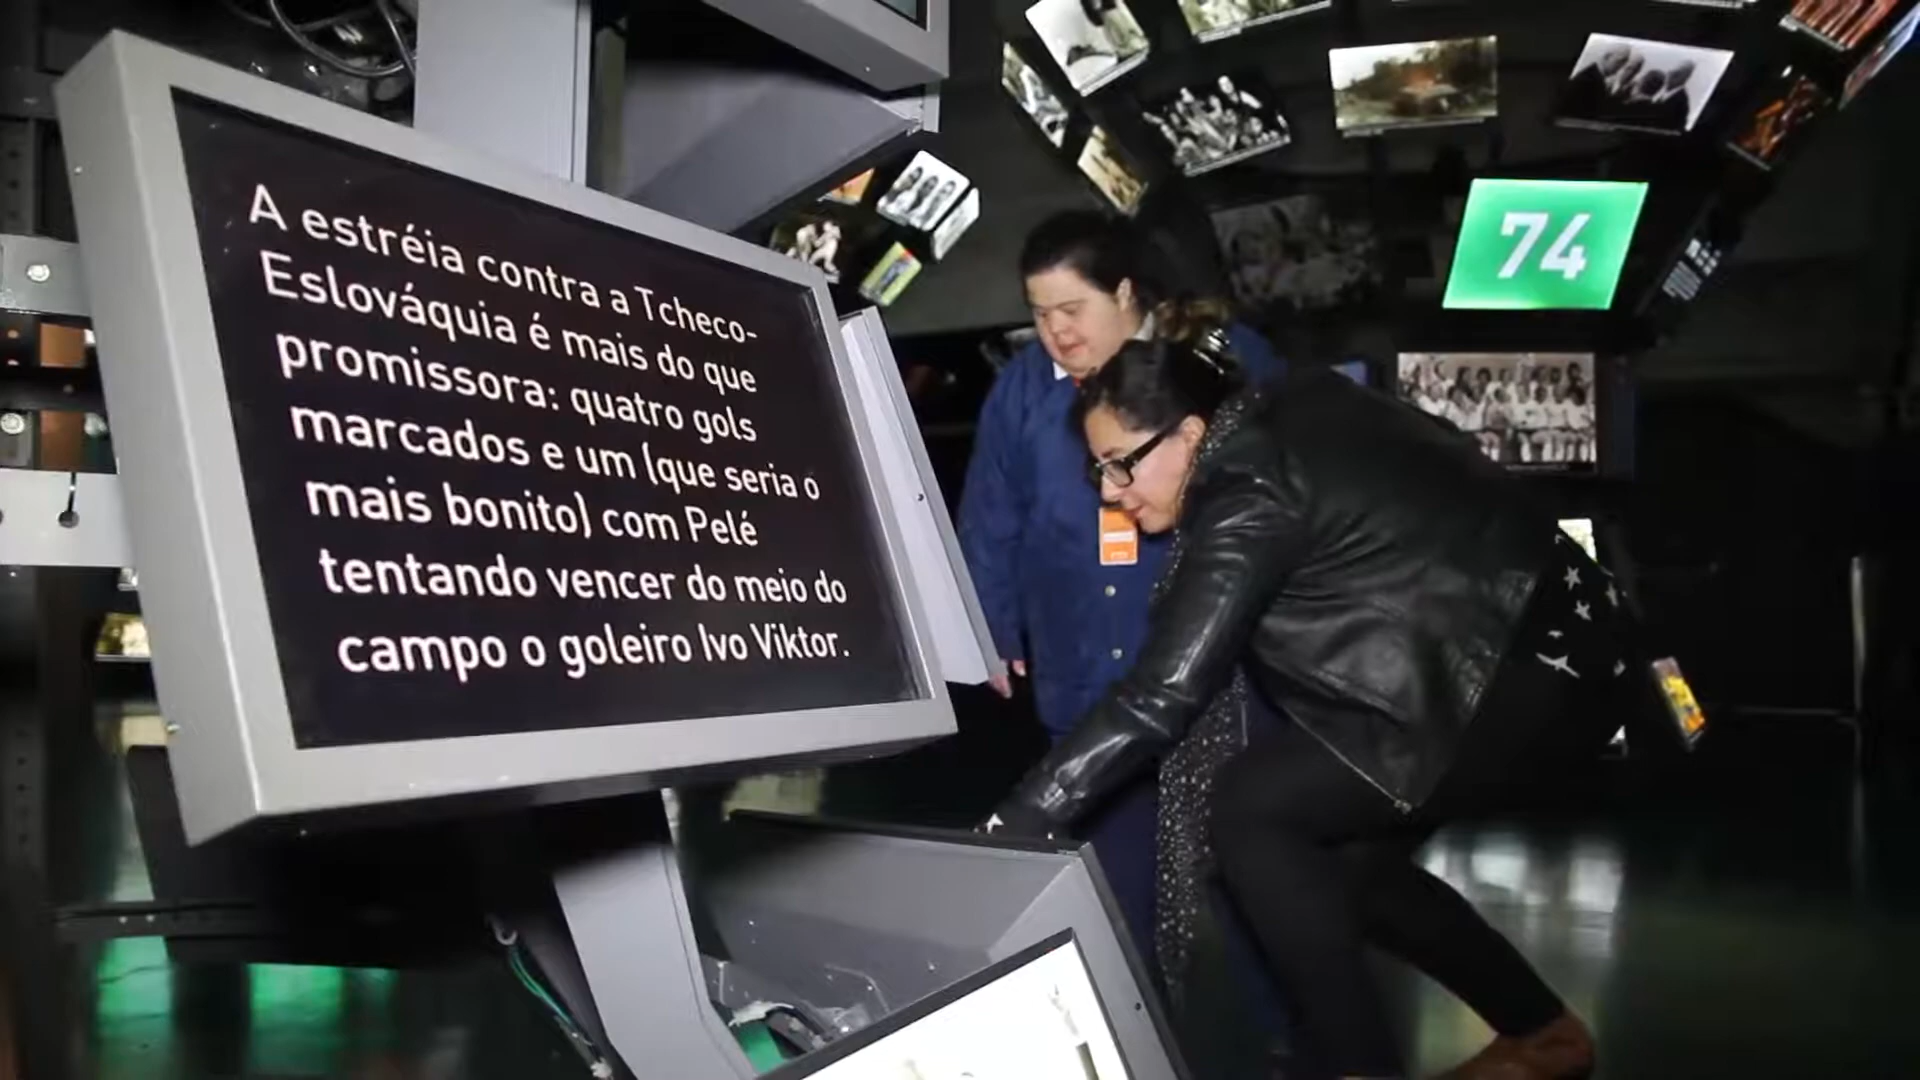 A estréia contra a Tcheco-
Eslováquia é mais do que
promissora: quatro gols
marcados e um (que seria o
mais bonito) com Pelé
tentando vencer do meio do
campo o goleiro Ivo Viktor.
74